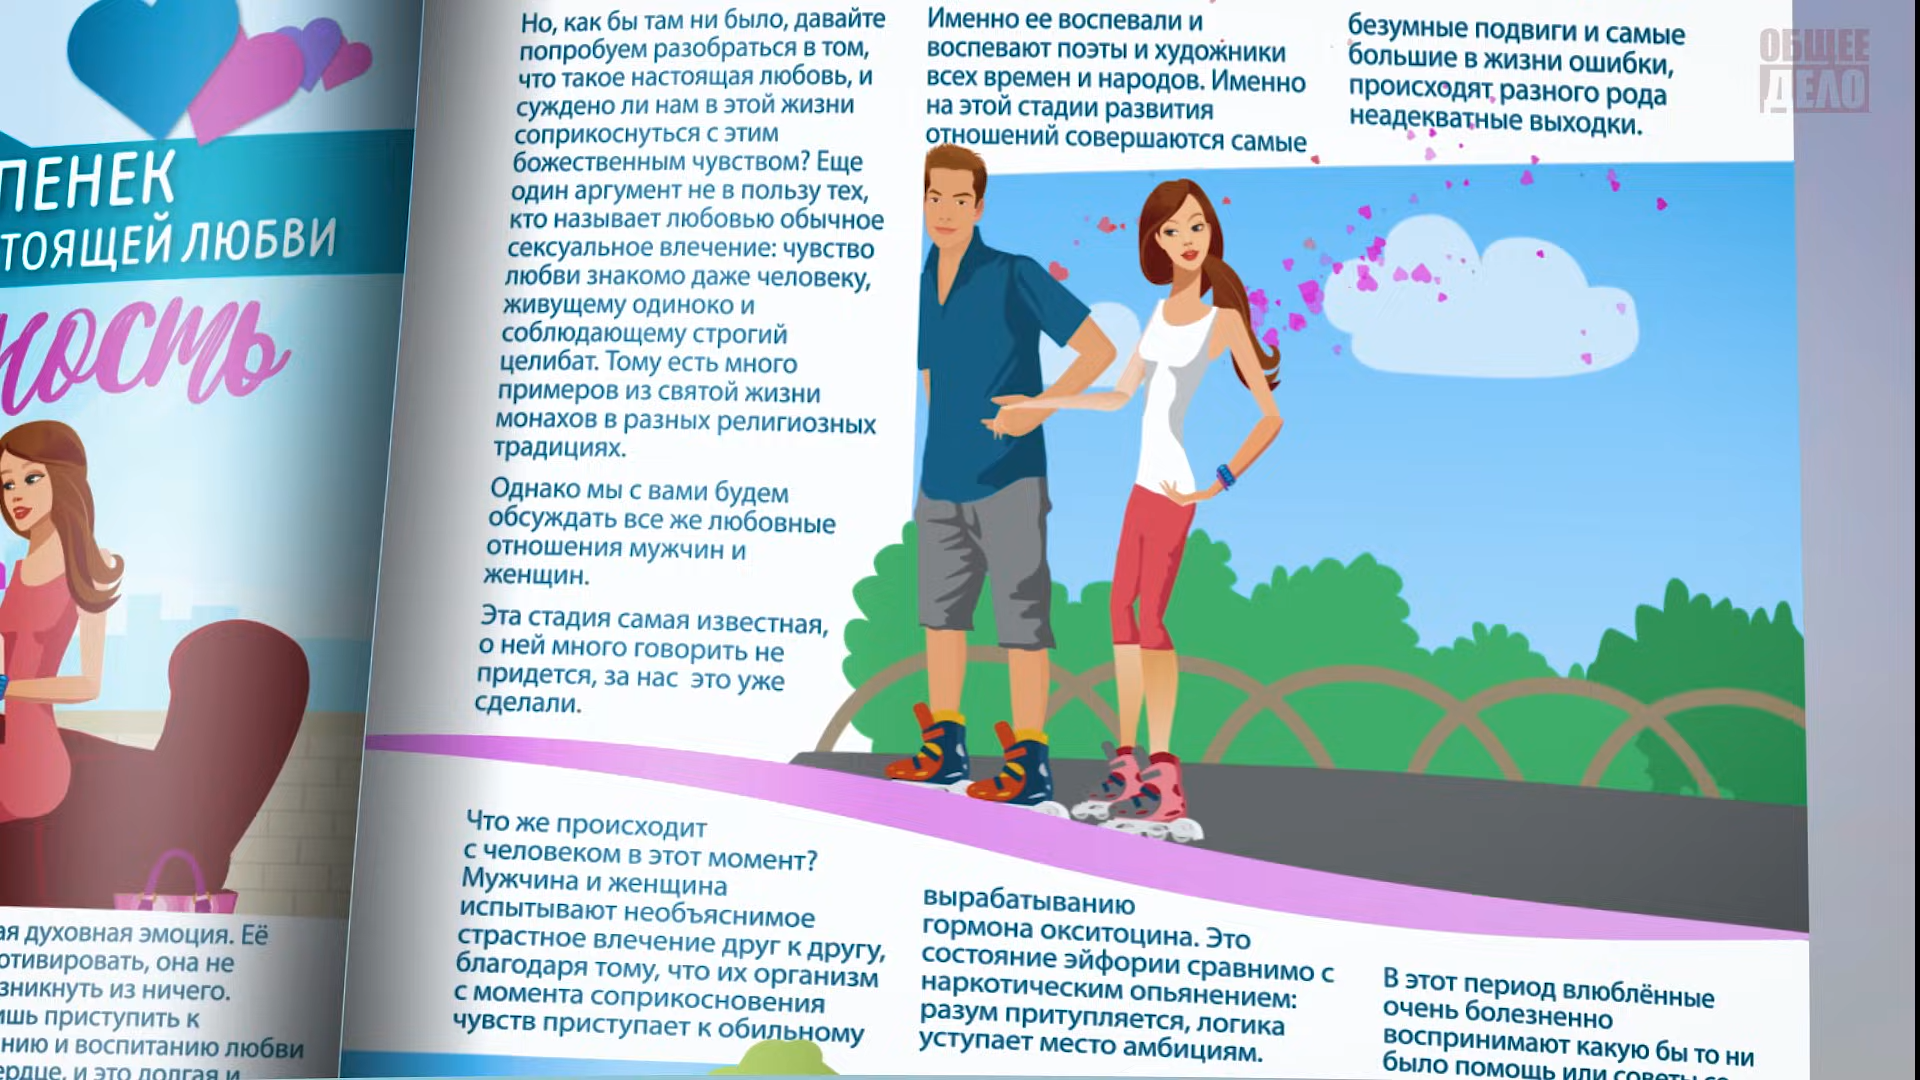 ПЕНЕК
ТОЯЩЕЙ ЛЮБВИ
ность
ая духовная эмоция. Её
отивировать, она не
зникнуть из ничего.
ишь приступить к
нию и воспитанию любви
ердце, и это долгая и
Но, как бы там ни было, давайте
попробуем разобраться в том,
что такое настоящая любовь, и
суждено ли нам в этой жизни
соприкоснуться с этим
божественным чувством? Еще
один аргумент не в пользу тех,
кто называет любовью обычное
сексуальное влечение: чувство
любви знакомо даже человеку,
живущему одиноко и
соблюдающему строгий
целибат. Тому есть много
примеров из святой жизни
монахов в разных религиозных
традициях.
Однако мы с вами будем
обсуждать все же любовные
отношения мужчин и
женщин.
Эта стадия самая известная,
о ней много говорить не
придется, за нас это уже
сделали.
Именно ее воспевали и
воспевают поэты и художники
всех времен и народов. Именно
на этой стадии развития
отношений совершаются самые
безумные подвиги и самые
большие в жизни ошибки,
происходят разного рода
неадекватные выходки.
Что же происходит
с человеком в этот момент?
Мужчина и женщина
испытывают необъяснимое
страстное влечение друг к другу,
благодаря тому, что их организм
с момента соприкосновения
чувств приступает к обильному
вырабатыванию
гормона окситоцина. Это
состояние эйфории сравнимо с
наркотическим опьянением:
разум притупляется, логика
уступает место амбициям.
В этот период влюблённые
очень болезненно
воспринимают какую бы то ни
было помощь или советы со
ОБЩЕЕ
ДЕЛО